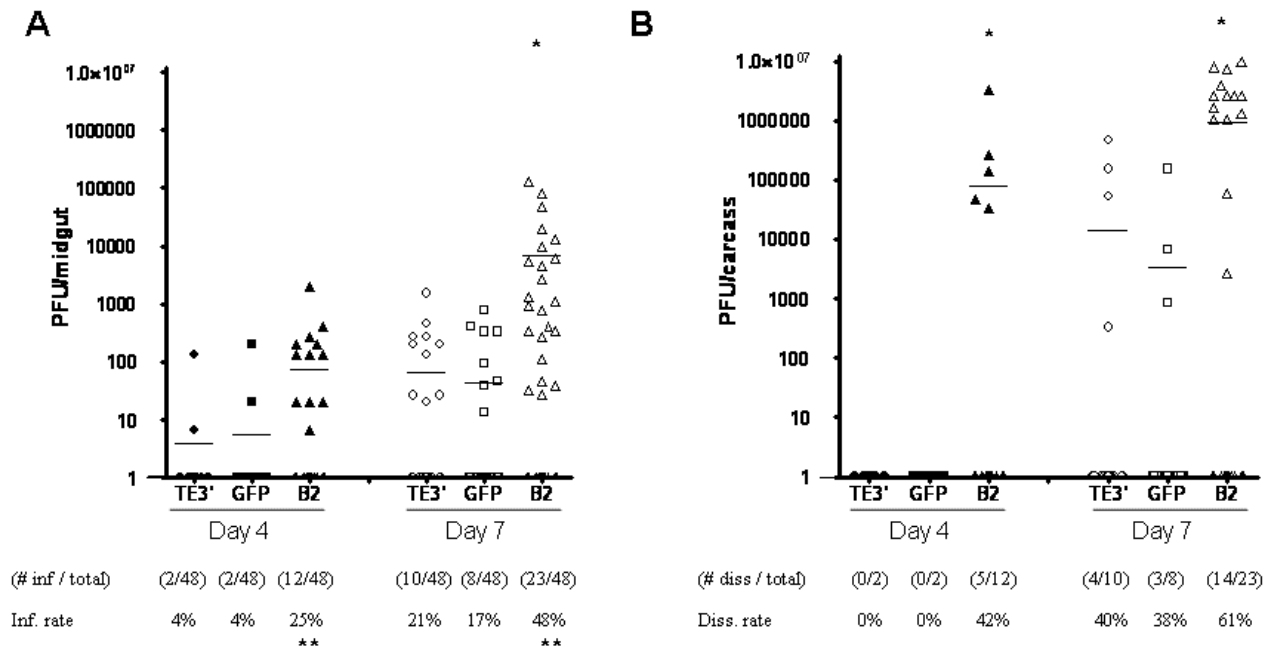 A
*
1.0×10⁰⁷
1000000
100000
10000
1000
100
10
1
PFU/midgut
TE3' GFP B2 TE3' GFP B2
Day 4 Day 7
(# inf / total) (2/48) (2/48) (12/48) (10/48) (8/48) (23/48)
Inf. rate 4% 4% 25% 21% 17% 48%
** **
B
* *
1.0×10⁰⁷
1000000
100000
10000
1000
100
10
1
PFU/carcass
TE3' GFP B2 TE3' GFP B2
Day 4 Day 7
(# diss / total) (0/2) (0/2) (5/12) (4/10) (3/8) (14/23)
Diss. rate 0% 0% 42% 40% 38% 61%